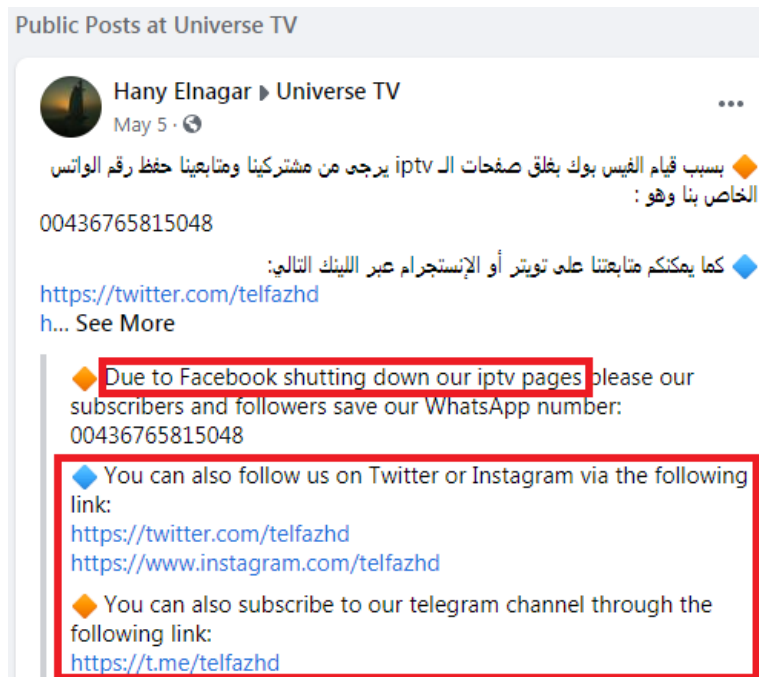 Public Posts at Universe TV
Hany Elnagar ▸ Universe TV
May 5 ·
🔶 بسبب قيام الفيس بوك بغلق صفحات الـ iptv يرجى من مشتركينا ومتابعينا حفظ رقم الواتس
الخاص بنا وهو :
00436765815048
🔷 كما يمكنكم متابعتنا على تويتر أو الإنستجرام عبر اللينك التالي:
https://twitter.com/telfazhd
h... See More
🔶 Due to Facebook shutting down our iptv pages please our
subscribers and followers save our WhatsApp number:
00436765815048
🔷 You can also follow us on Twitter or Instagram via the following
link:
https://twitter.com/telfazhd
https://www.instagram.com/telfazhd
🔶 You can also subscribe to our telegram channel through the
following link:
https://t.me/telfazhd